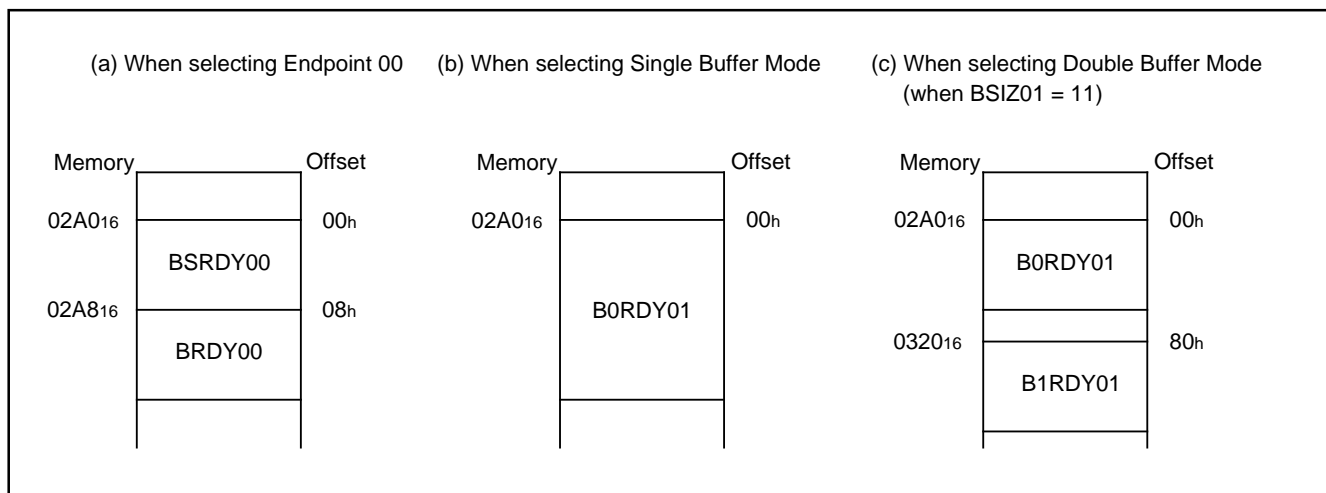 (a) When selecting Endpoint 00
Memory Offset
02A016 00h
BSRDY00
02A816 08h
BRDY00
(b) When selecting Single Buffer Mode
Memory Offset
02A016 00h
B0RDY01
(c) When selecting Double Buffer Mode
(when BSIZ01 = 11)
Memory Offset
02A016 00h
B0RDY01
032016 80h
B1RDY01